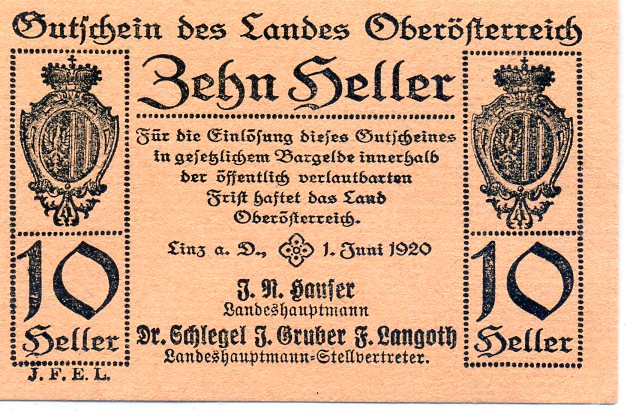 Gutschein des Landes Oberösterreich
Zehn Heller
Für die Einlösung dieses Gutscheines
in gesetzlichem Bargelde innerhalb
der öffentlich verlautbarten
Frist haftet das Land
Oberösterreich.
Linz a. D., 1. Juni 1920
J. N. Hauser
Landeshauptmann
Dr. Schlegel J. Gruber F. Langoth
Landeshauptmann-Stellvertreter.
10
Heller
10
Heller
J. F. E. L.